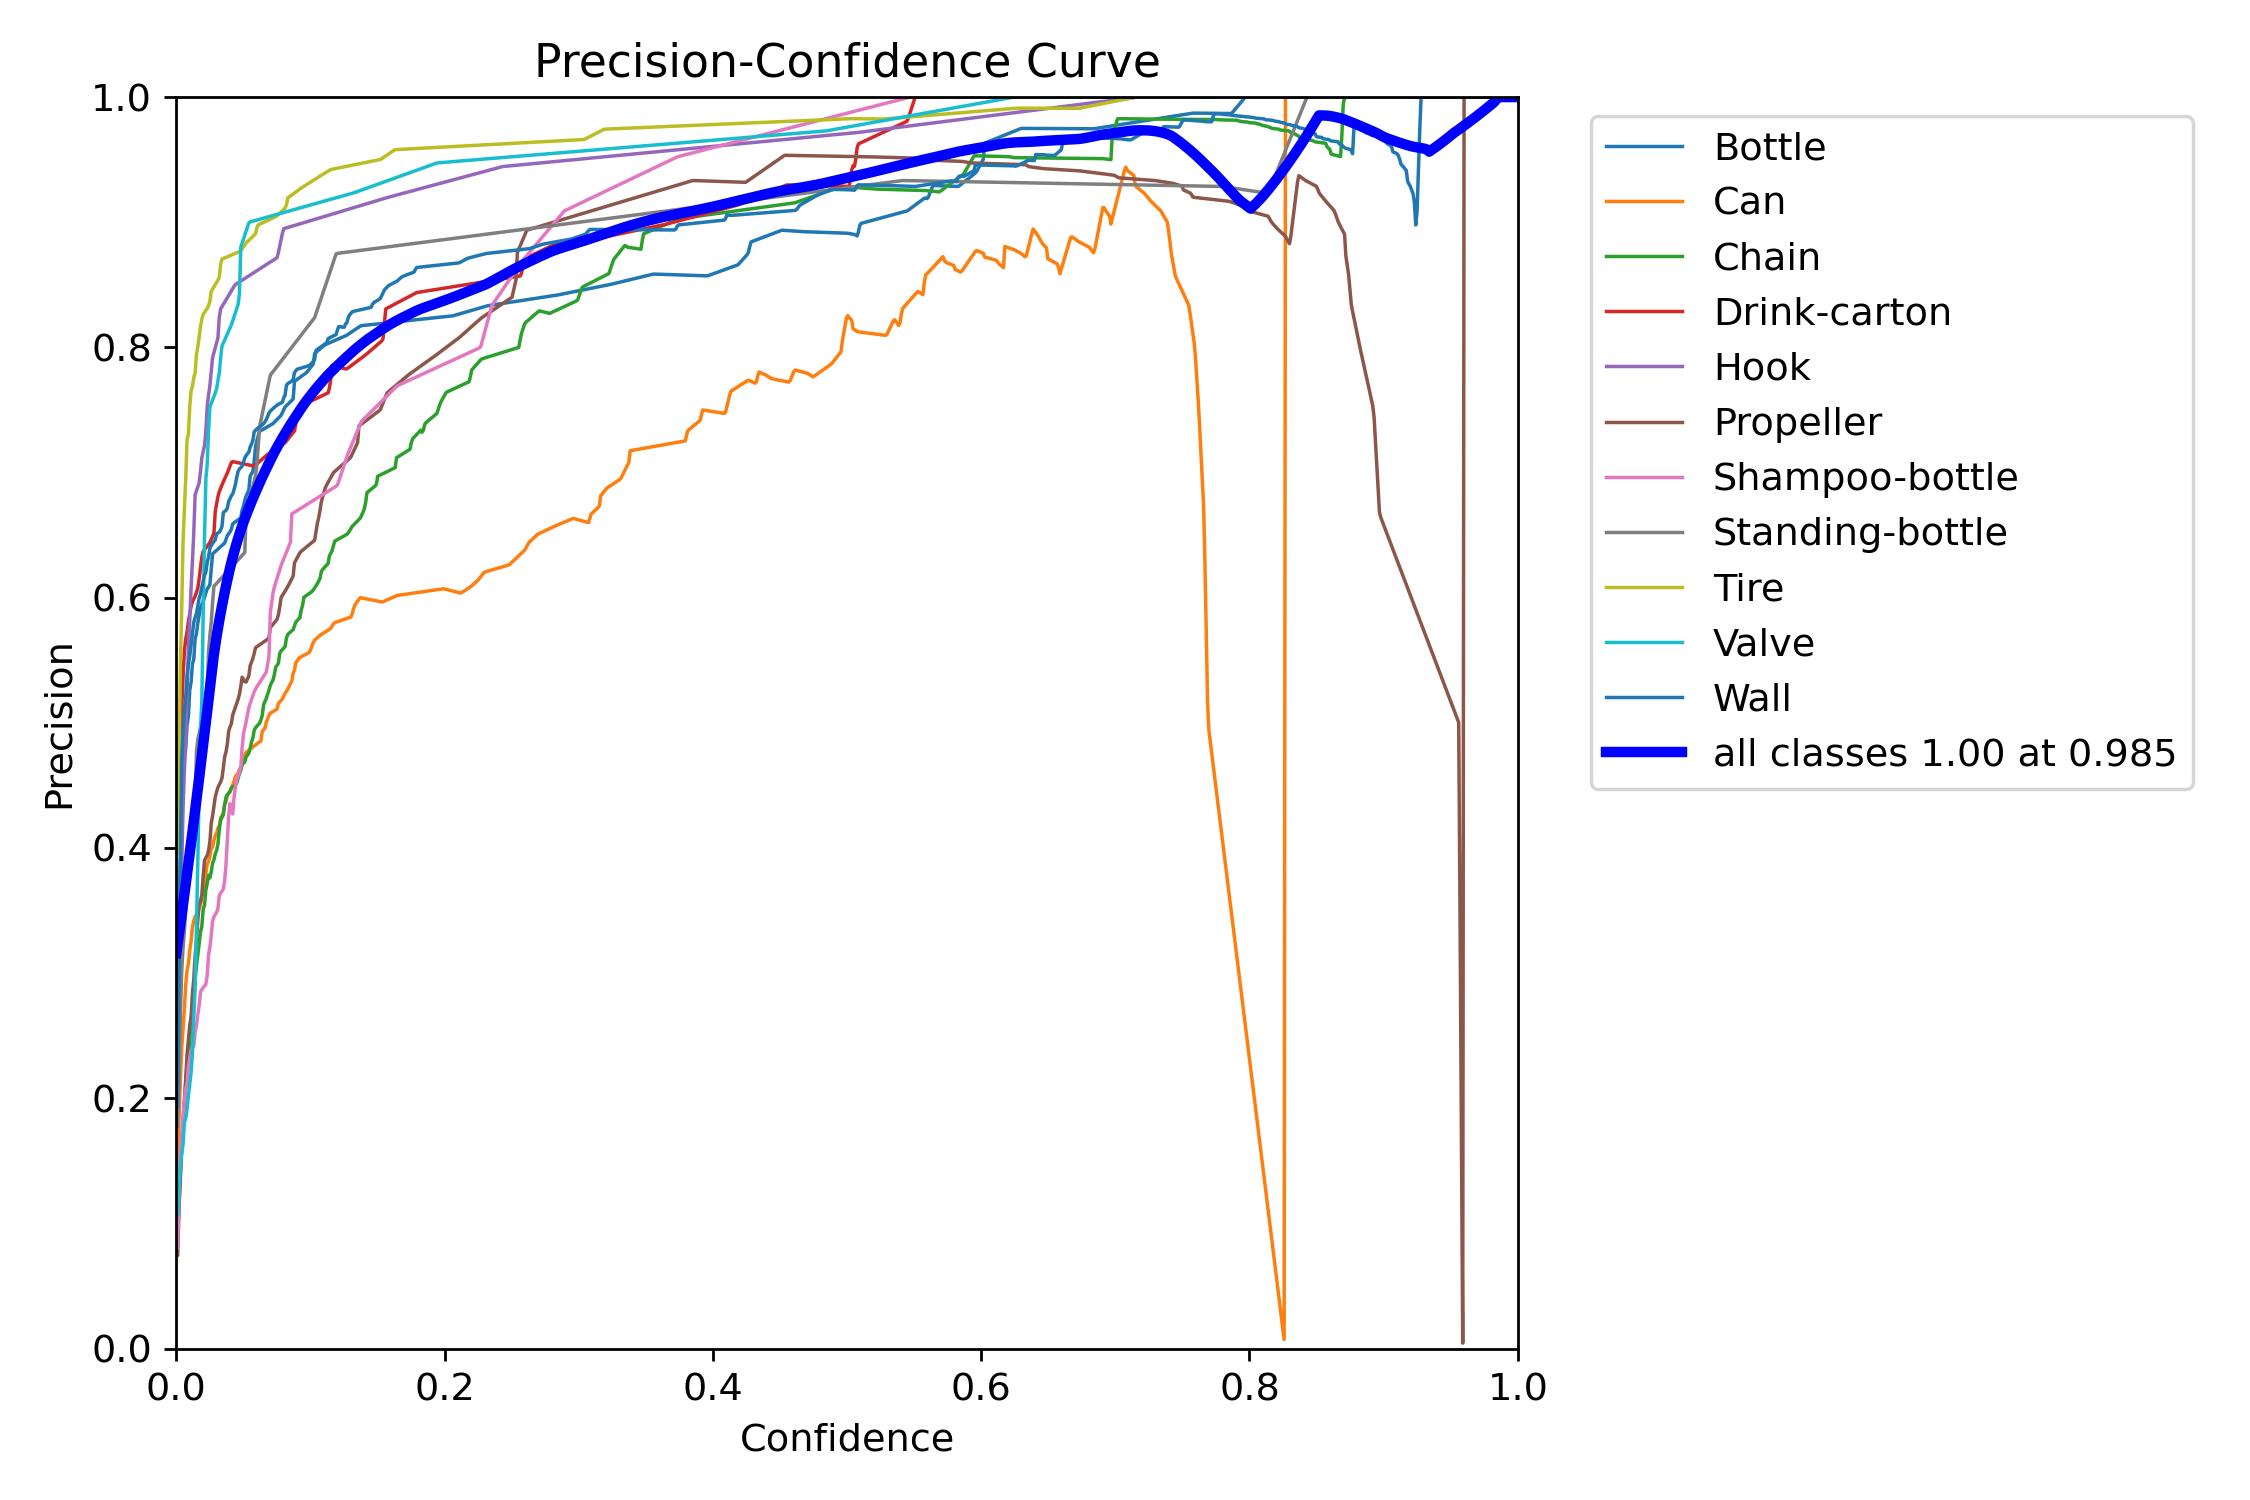 Precision-Confidence Curve
1.0
0.8
0.6
0.4
0.2
0.0
Precision
0.0 0.2 0.4 0.6 0.8 1.0
Confidence
Bottle
Can
Chain
Drink-carton
Hook
Propeller
Shampoo-bottle
Standing-bottle
Tire
Valve
Wall
all classes 1.00 at 0.985